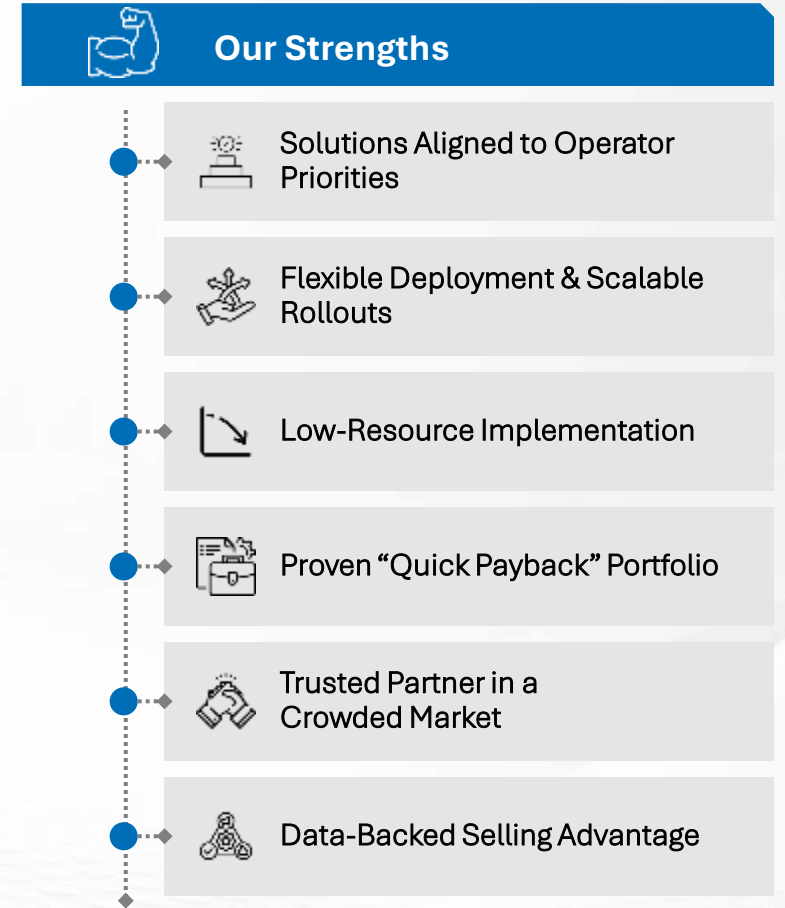 Our Strengths
Solutions Aligned to Operator
Priorities
Flexible Deployment & Scalable
Rollouts
Low-Resource Implementation
Proven “Quick Payback” Portfolio
Trusted Partner in a
Crowded Market
Data-Backed Selling Advantage